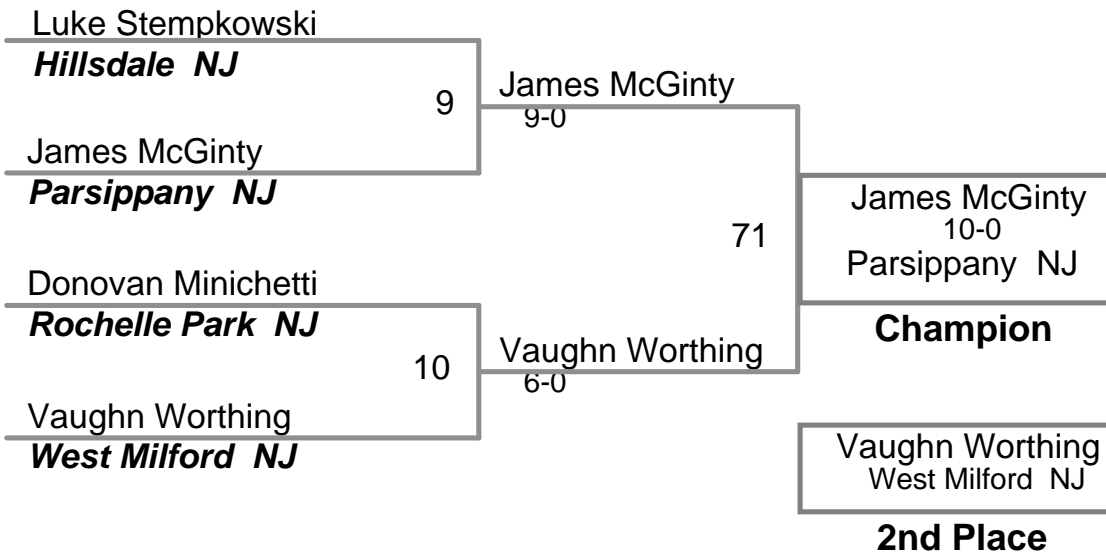 Luke Stempkowski
Hillsdale NJ
9
James McGinty
Parsippany NJ
James McGinty
9-0
Donovan Minichetti
Rochelle Park NJ
10
Vaughn Worthing
West Milford NJ
Vaughn Worthing
6-0
71
James McGinty
10-0
Parsippany NJ
Champion
Vaughn Worthing
West Milford NJ
2nd Place